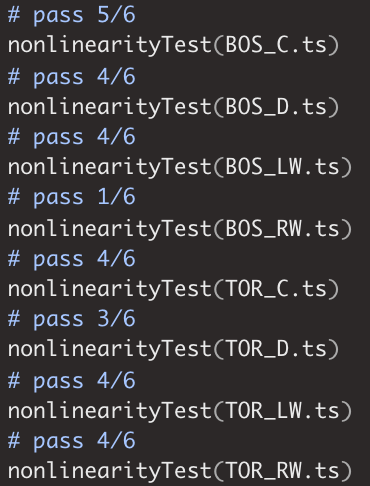 # pass 5/6
nonlinearityTest(BOS_C.ts)
# pass 4/6
nonlinearityTest(BOS_D.ts)
# pass 4/6
nonlinearityTest(BOS_LW.ts)
# pass 1/6
nonlinearityTest(BOS_RW.ts)
# pass 4/6
nonlinearityTest(TOR_C.ts)
# pass 3/6
nonlinearityTest(TOR_D.ts)
# pass 4/6
nonlinearityTest(TOR_LW.ts)
# pass 4/6
nonlinearityTest(TOR_RW.ts)